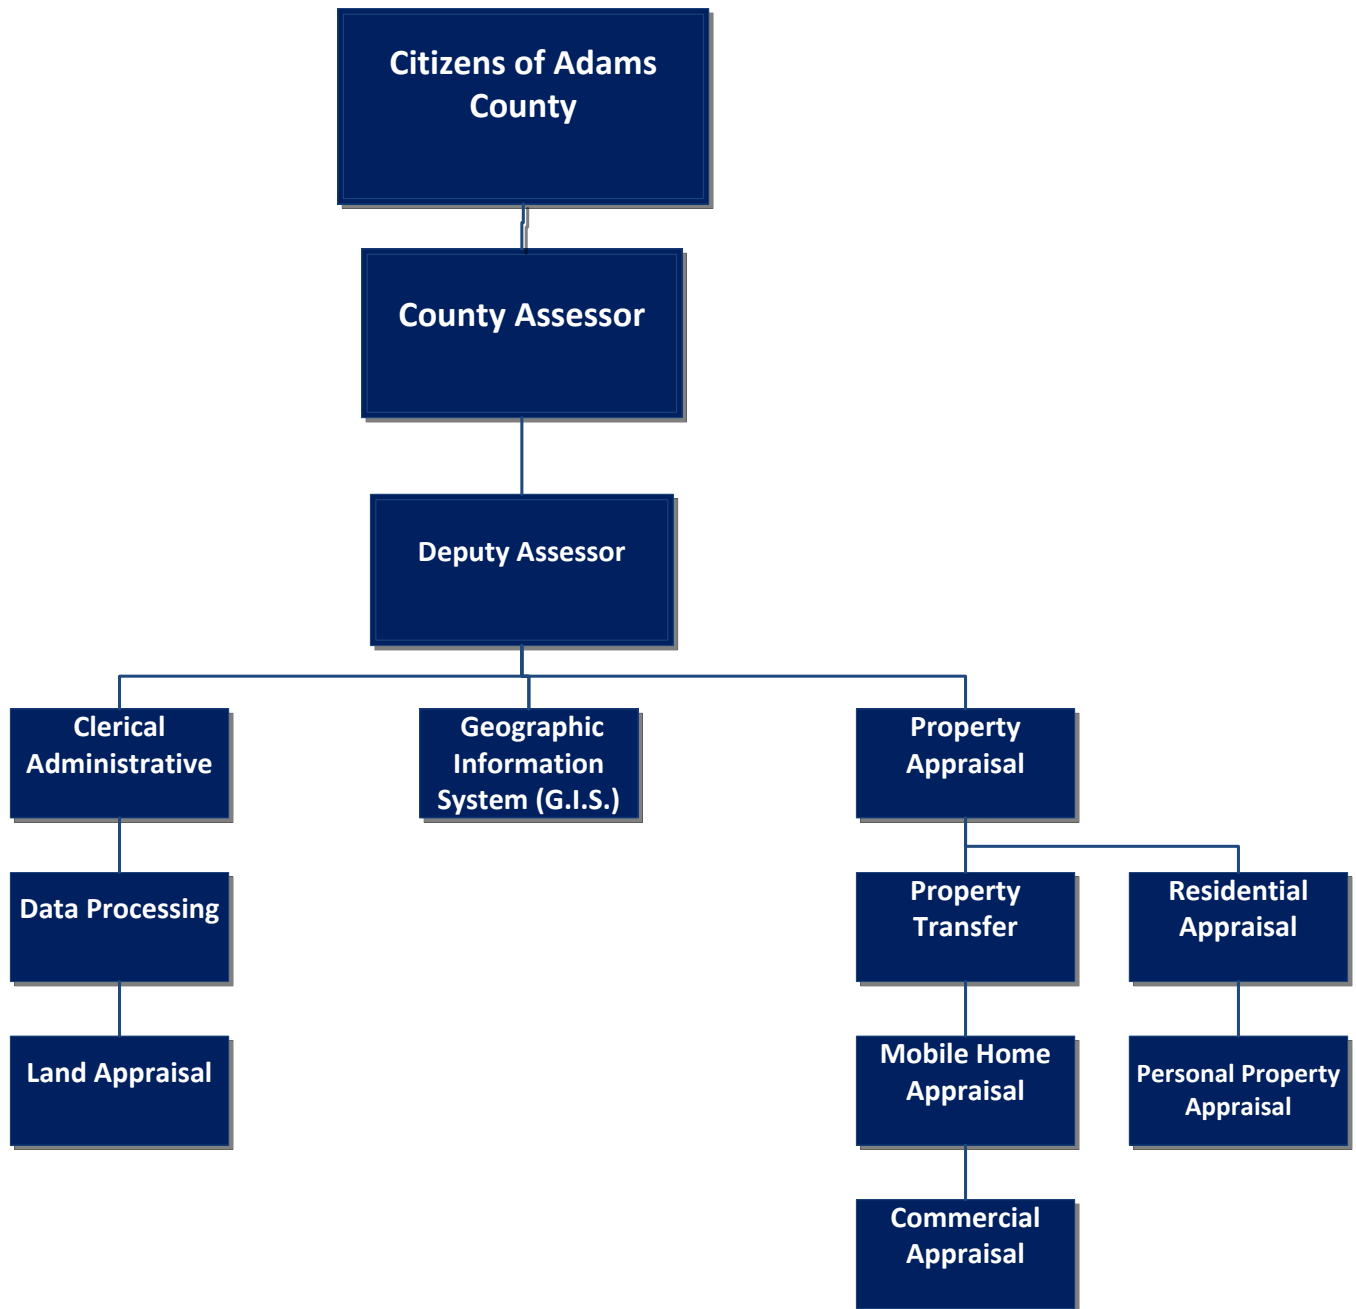 Citizens of Adams
County
County Assessor
Deputy Assessor
Clerical
Administrative
Geographic
Information
System (G.I.S.)
Property
Appraisal
Data Processing
Property
Transfer
Residential
Appraisal
Land Appraisal
Mobile Home
Appraisal
Personal Property
Appraisal
Commercial
Appraisal